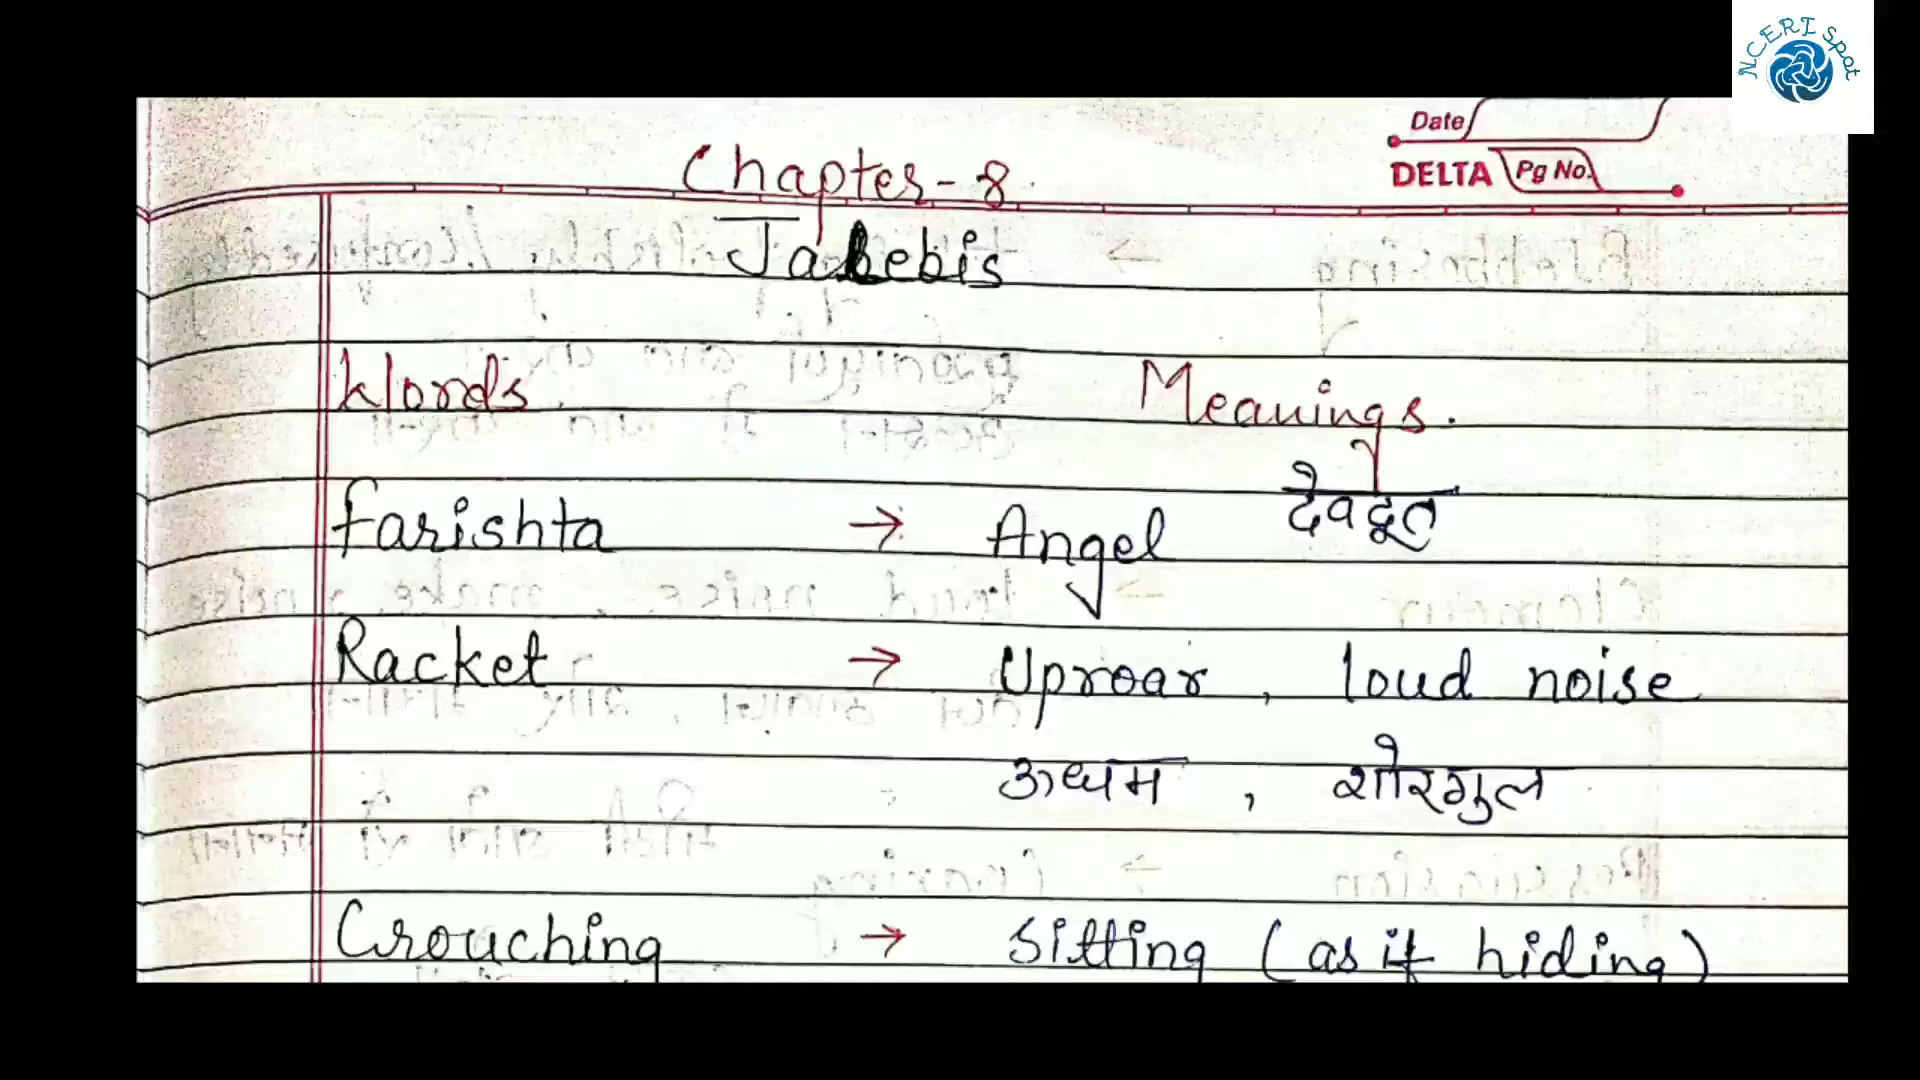 NCERT Spot
Date
DELTA Pg No.
Chapter - 8.
Jalebis
Words Meanings.
Farishta → Angel देवदूत
Racket → Uproar, loud noise
ऊधम, शोरगुल
Crouching → Sitting (as if hiding)